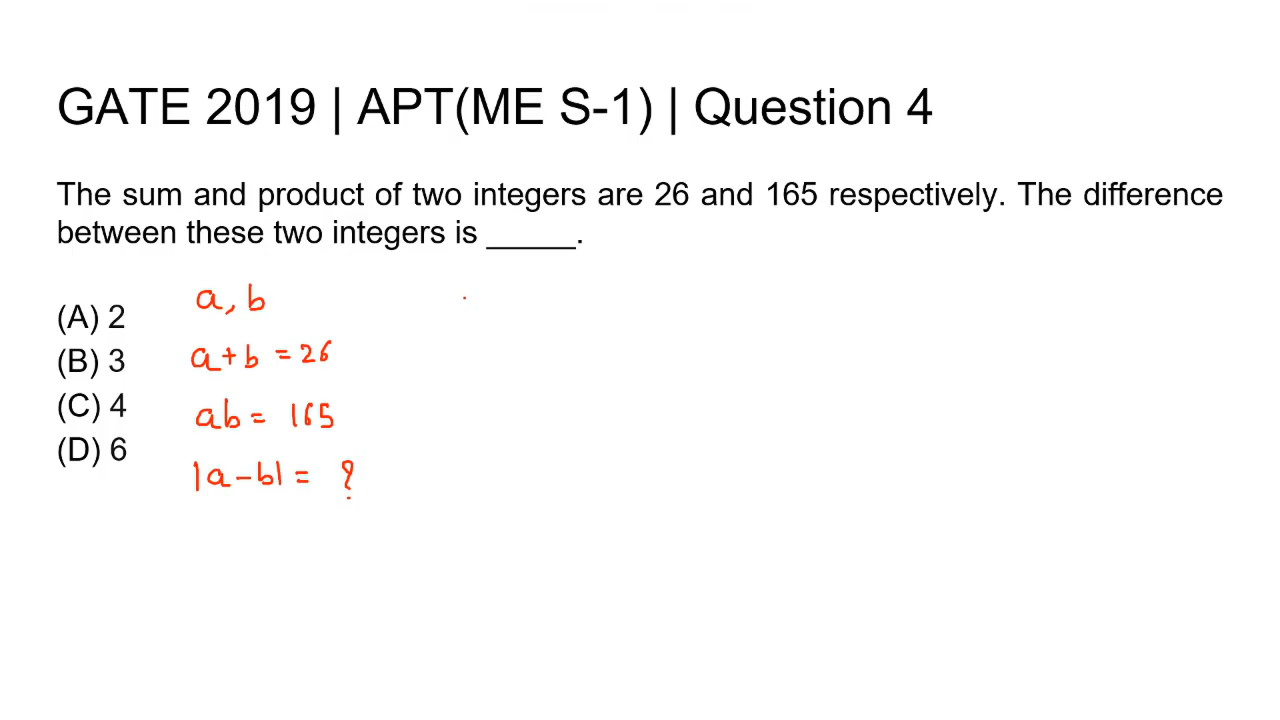 GATE 2019 | APT(ME S-1) | Question 4
The sum and product of two integers are 26 and 165 respectively. The difference
between these two integers is _____.
(A) 2
(B) 3
(C) 4
(D) 6
a, b
a+b = 26
ab = 165
|a-b| = ?